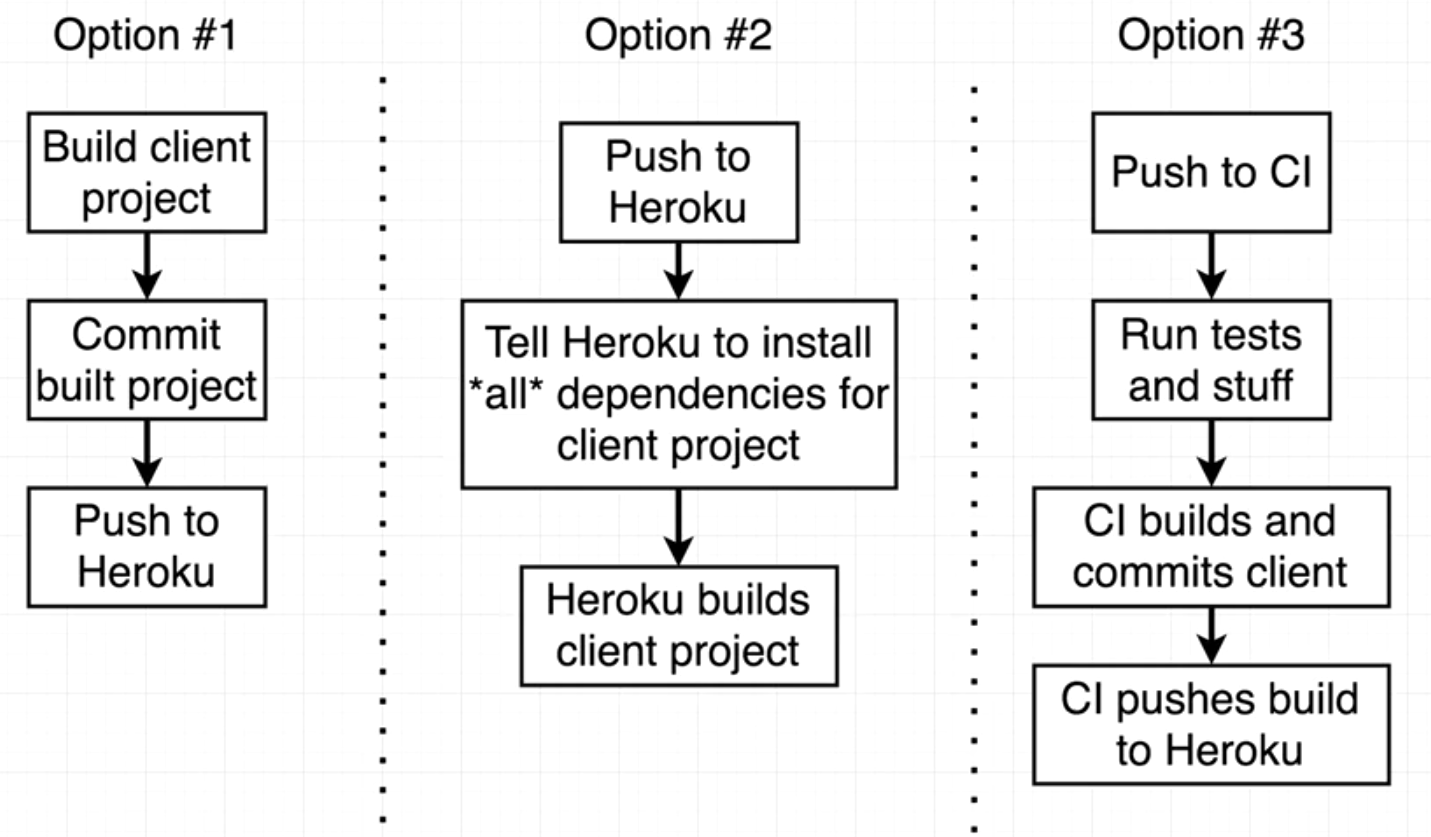 Option #1
Build client
project
Commit
built project
Push to
Heroku
Option #2
Push to
Heroku
Tell Heroku to install
*all* dependencies for
client project
Heroku builds
client project
Option #3
Push to CI
Run tests
and stuff
CI builds and
commits client
CI pushes build
to Heroku